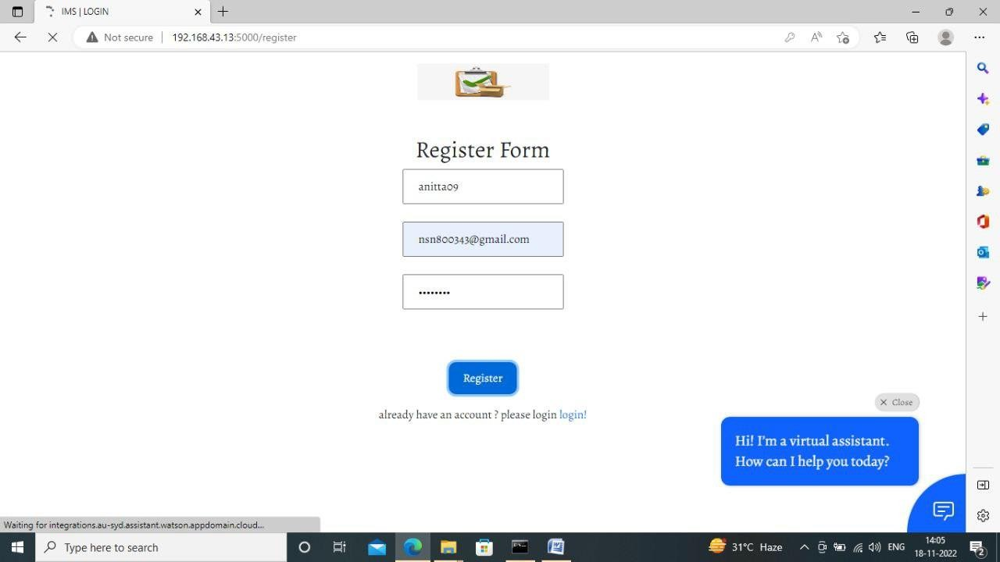 IMS | LOGIN
Not secure
192.168.43.13:5000/register
Register Form
anitta09
nsn800343@gmail.com
••••••••
Register
already have an account ? please login login!
Close
Hi! I'm a virtual assistant.
How can I help you today?
Waiting for integrations.au-syd.assistant.watson.appdomain.cloud...
Type here to search
31°C Haze
ENG
14:05
18-11-2022
2